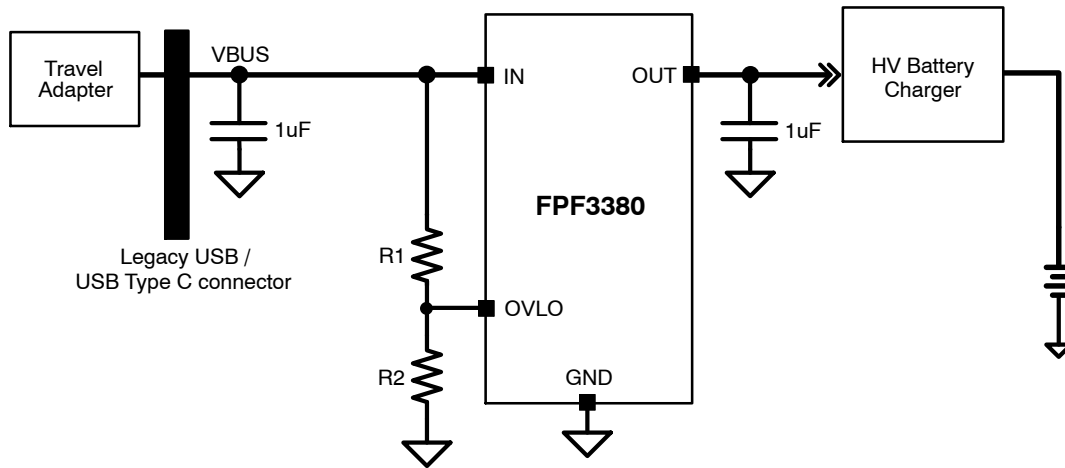 Travel
Adapter
VBUS
1uF
Legacy USB /
USB Type C connector
R1
R2
IN
OUT
FPF3380
OVLO
GND
1uF
HV Battery
Charger